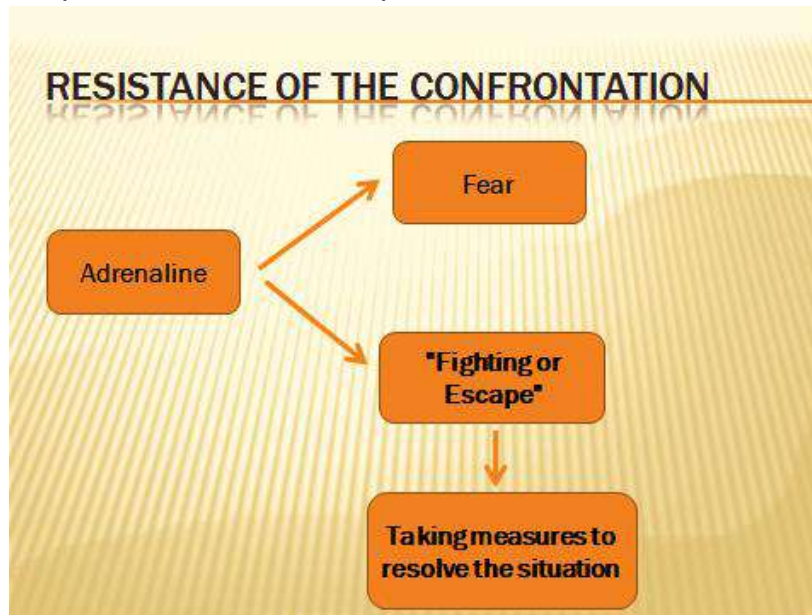 RESISTANCE OF THE CONFRONTATION
Fear
Adrenaline
"Fighting or
Escape"
Taking measures to
resolve the situation